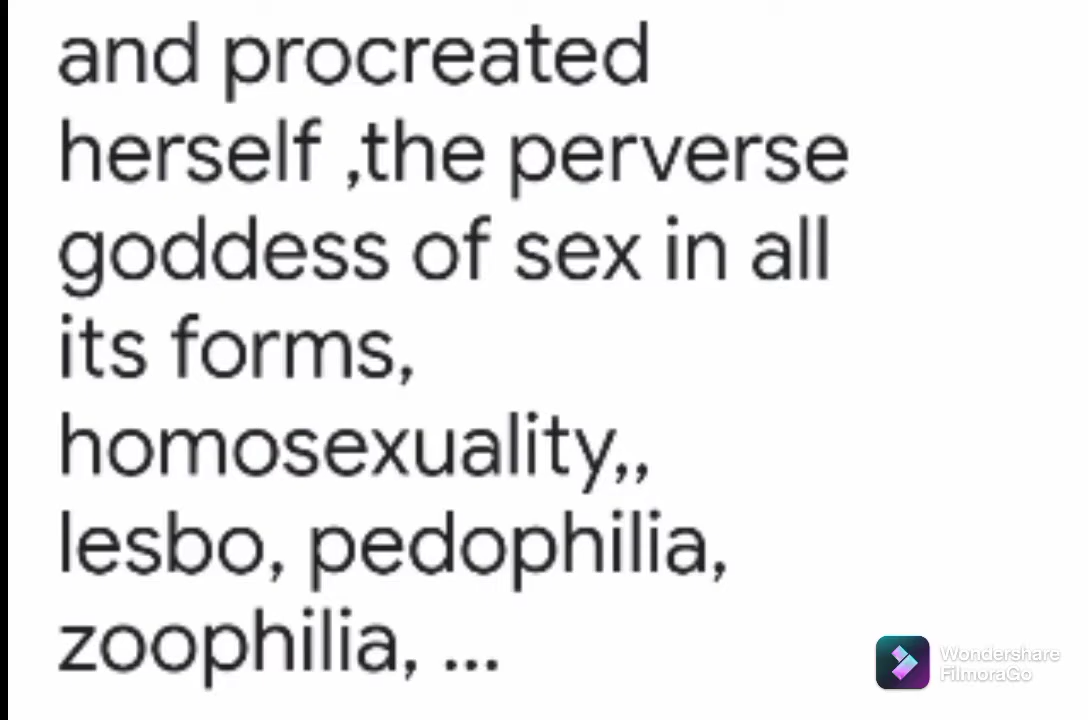 and procreated
herself ,the perverse
goddess of sex in all
its forms,
homosexuality,,
lesbo, pedophilia,
zoophilia, ...
Wondershare
FilmoraGo